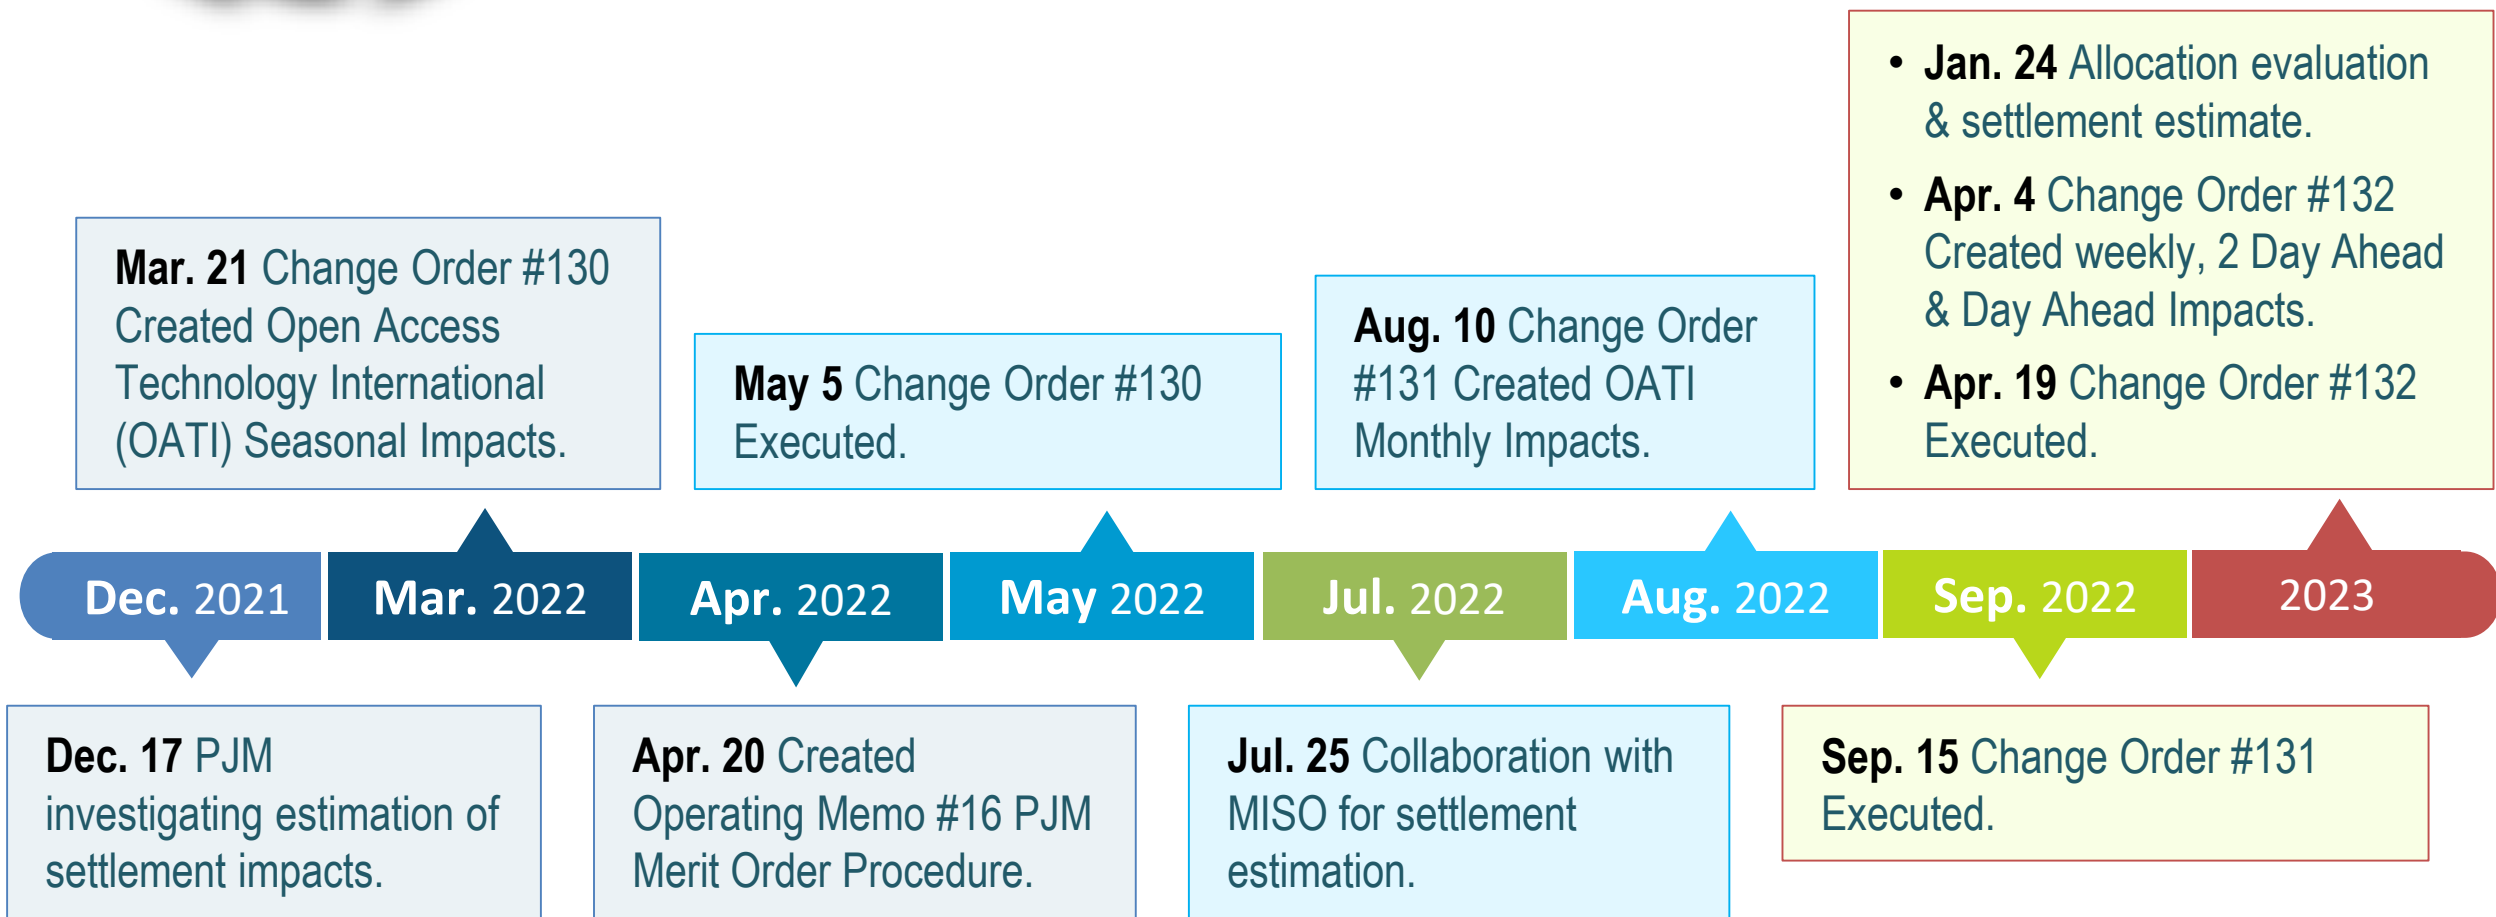 • Jan. 24 Allocation evaluation
& settlement estimate.
• Apr. 4 Change Order #132
Created weekly, 2 Day Ahead
& Day Ahead Impacts.
• Apr. 19 Change Order #132
Executed.
Mar. 21 Change Order #130
Created Open Access
Technology International
(OATI) Seasonal Impacts.
May 5 Change Order #130
Executed.
Aug. 10 Change Order
#131 Created OATI
Monthly Impacts.
Dec. 2021
Mar. 2022
Apr. 2022
May 2022
Jul. 2022
Aug. 2022
Sep. 2022
2023
Dec. 17 PJM
investigating estimation of
settlement impacts.
Apr. 20 Created
Operating Memo #16 PJM
Merit Order Procedure.
Jul. 25 Collaboration with
MISO for settlement
estimation.
Sep. 15 Change Order #131
Executed.